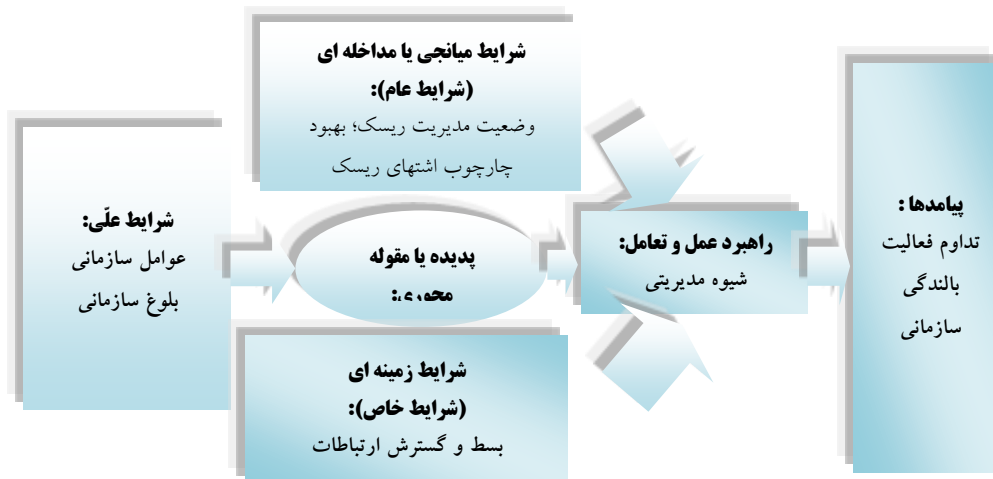 شرایط میانجی یا مداخله ای
(شرایط عام):
وضعیت مدیریت ریسک؛ بهبود
چارچوب اشتهای ریسک
شرایط علّی:
عوامل سازمانی
بلوغ سازمانی
پدیده یا مقوله
محوری:
راهبرد عمل و تعامل:
شیوه مدیریتی
پیامدها :
تداوم فعالیت
بالندگی
سازمانی
شرایط زمینه ای
(شرایط خاص):
بسط و گسترش ارتباطات